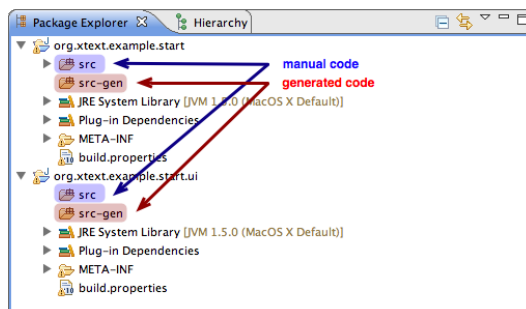 Package Explorer Hierarchy
org.xtext.example.start
src
manual code
src-gen
generated code
JRE System Library [JVM 1.5.0 (MacOS X Default)]
Plug-in Dependencies
META-INF
build.properties
org.xtext.example.start.ui
src
src-gen
JRE System Library [JVM 1.5.0 (MacOS X Default)]
Plug-in Dependencies
META-INF
build.properties